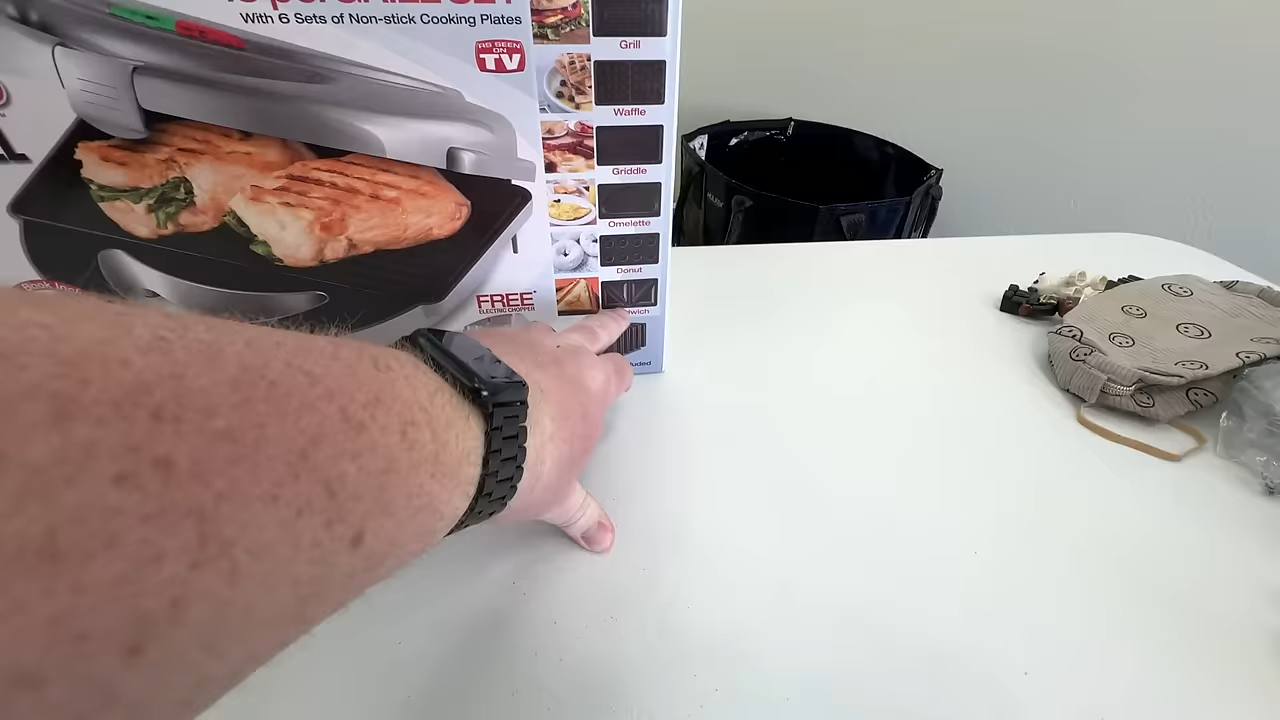 With 6 Sets of Non-stick Cooking Plates
AS SEEN
ON
TV
Grill
Waffle
Griddle
Omelette
Donut
FREE*
ELECTRIC CHOPPER